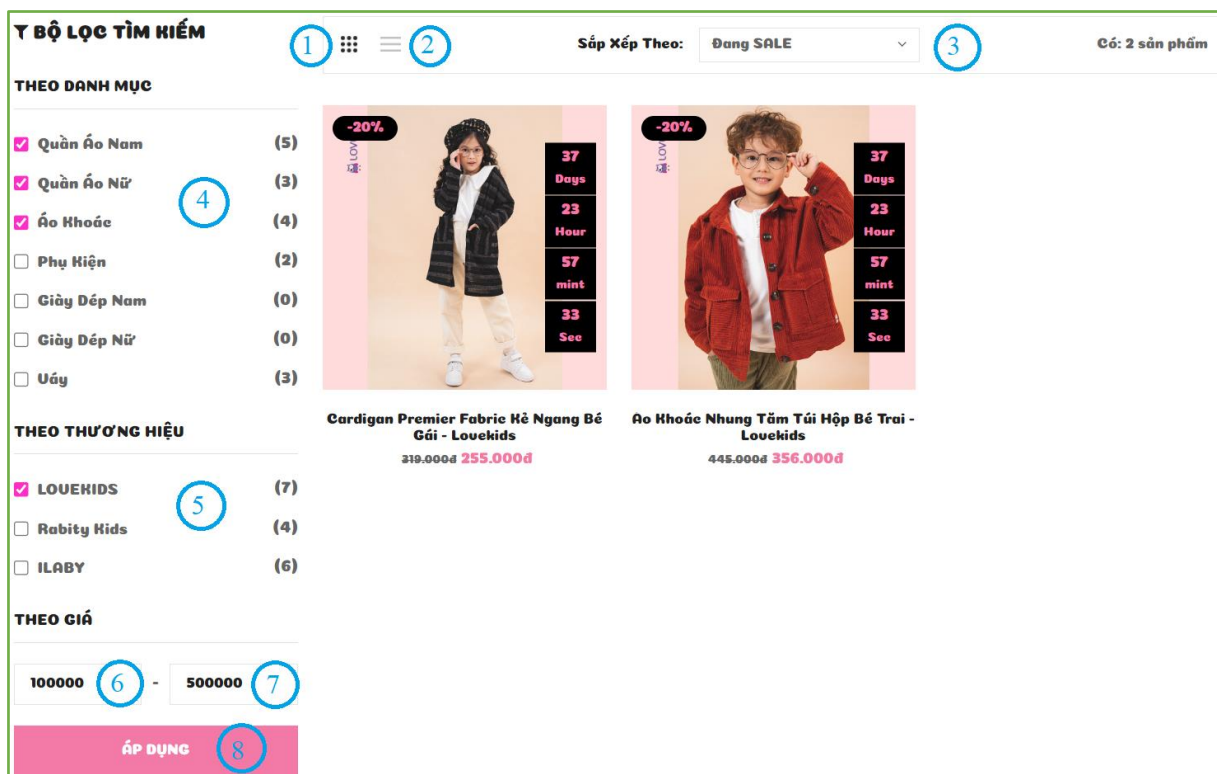 BỘ LỌC TÌM KIẾM
THEO DANH MỤC
Quần Áo Nam (5)
Quần Áo Nữ (3)
4
Áo Khoác (4)
Phụ Kiện (2)
Giày Dép Nam (0)
Giày Dép Nữ (0)
Váy (3)
THEO THƯƠNG HIỆU
LOVEKIDS (7)
5
Rabity Kids (4)
ILABY (6)
THEO GIÁ
100000 6 - 500000 7
ÁP DỤNG 8
1 2 Sắp Xếp Theo: Đang SALE 3 Có: 2 sản phẩm
-20%
LOV
37
Days
23
Hour
57
mint
33
Sec
Cardigan Premier Fabric Kẻ Ngang Bé
Gái - Lovekids
319.000đ 255.000đ
-20%
LOV
37
Days
23
Hour
57
mint
33
Sec
Ao Khoác Nhung Tăm Túi Hộp Bé Trai -
Lovekids
445.000đ 356.000đ